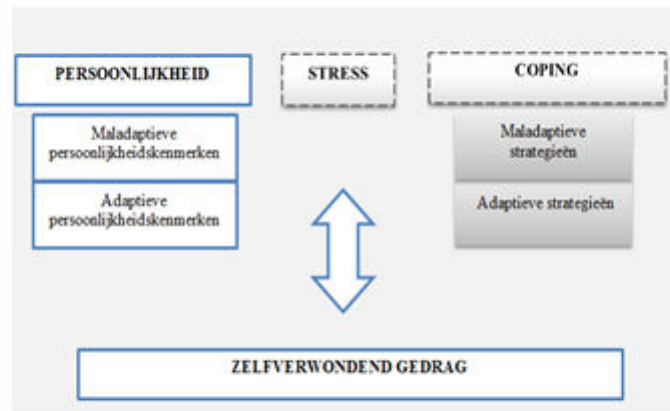 PERSOONLIJKHEID
STRESS
COPING
Maladaptieve
persoonlijkheidskenmerken
Adaptieve
persoonlijkheidskenmerken
Maladaptieve
strategieën
Adaptieve strategieën
ZELFVERWONDEND GEDRAG